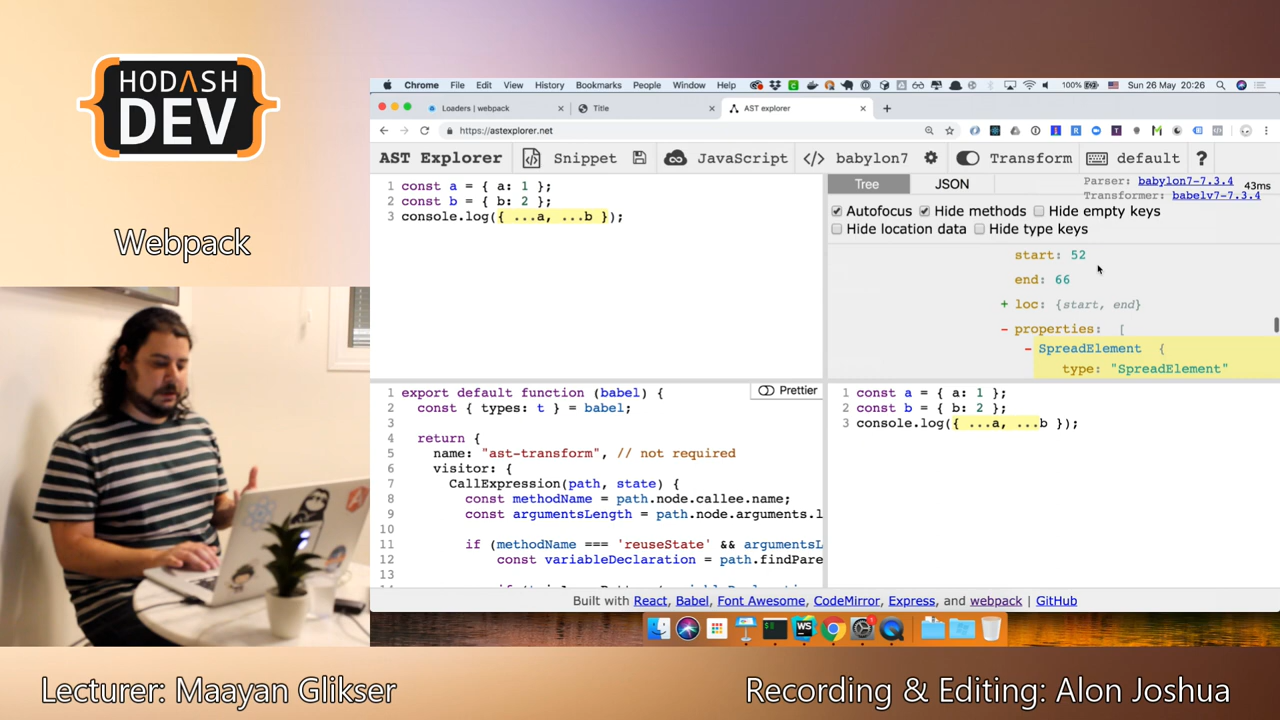 HODASH
DEV
Webpack
Chrome File Edit View History Bookmarks People Window Help
100% Sun 26 May 20:26
Loaders | webpack
Title
AST explorer
https://astexplorer.net
AST Explorer Snippet JavaScript </> babylon7 Transform default ?
1 const a = { a: 1 };
2 const b = { b: 2 };
3 console.log({ ...a, ...b });
Tree JSON
Parser: babylon7-7.3.4 43ms
Transformer: babelv7-7.3.4
Autofocus Hide methods Hide empty keys
Hide location data Hide type keys
start: 52
end: 66
+ loc: {start, end}
- properties: [
- SpreadElement {
type: "SpreadElement"
Prettier
1 export default function (babel) {
2 const { types: t } = babel;
3
4 return {
5 name: "ast-transform", // not required
6 visitor: {
7 CallExpression(path, state) {
8 const methodName = path.node.callee.name;
9 const argumentsLength = path.node.arguments.l
10
11 if (methodName === 'reuseState' && argumentsL
12 const variableDeclaration = path.findPare
13
1 const a = { a: 1 };
2 const b = { b: 2 };
3 console.log({ ...a, ...b });
Built with React, Babel, Font Awesome, CodeMirror, Express, and webpack | GitHub
Lecturer: Maayan Glikser
Recording & Editing: Alon Joshua